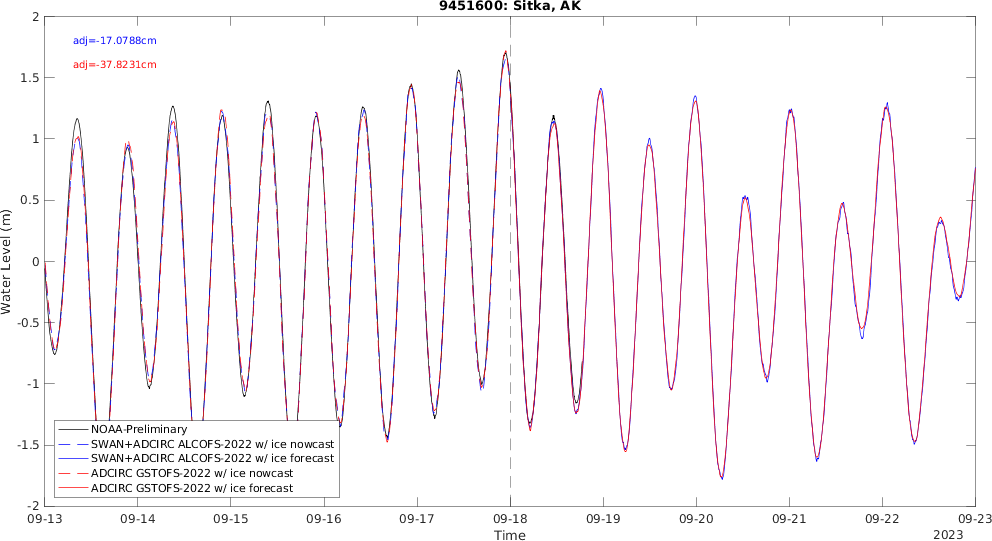 9451600: Sitka, AK
adj=-17.0788cm
adj=-37.8231cm
2
1.5
1
0.5
0
-0.5
-1
-1.5
-2
Water Level (m)
NOAA-Preliminary
SWAN+ADCIRC ALCOFS-2022 w/ ice nowcast
SWAN+ADCIRC ALCOFS-2022 w/ ice forecast
ADCIRC GSTOFS-2022 w/ ice nowcast
ADCIRC GSTOFS-2022 w/ ice forecast
09-13 09-14 09-15 09-16 09-17 09-18 09-19 09-20 09-21 09-22 09-23
Time
2023